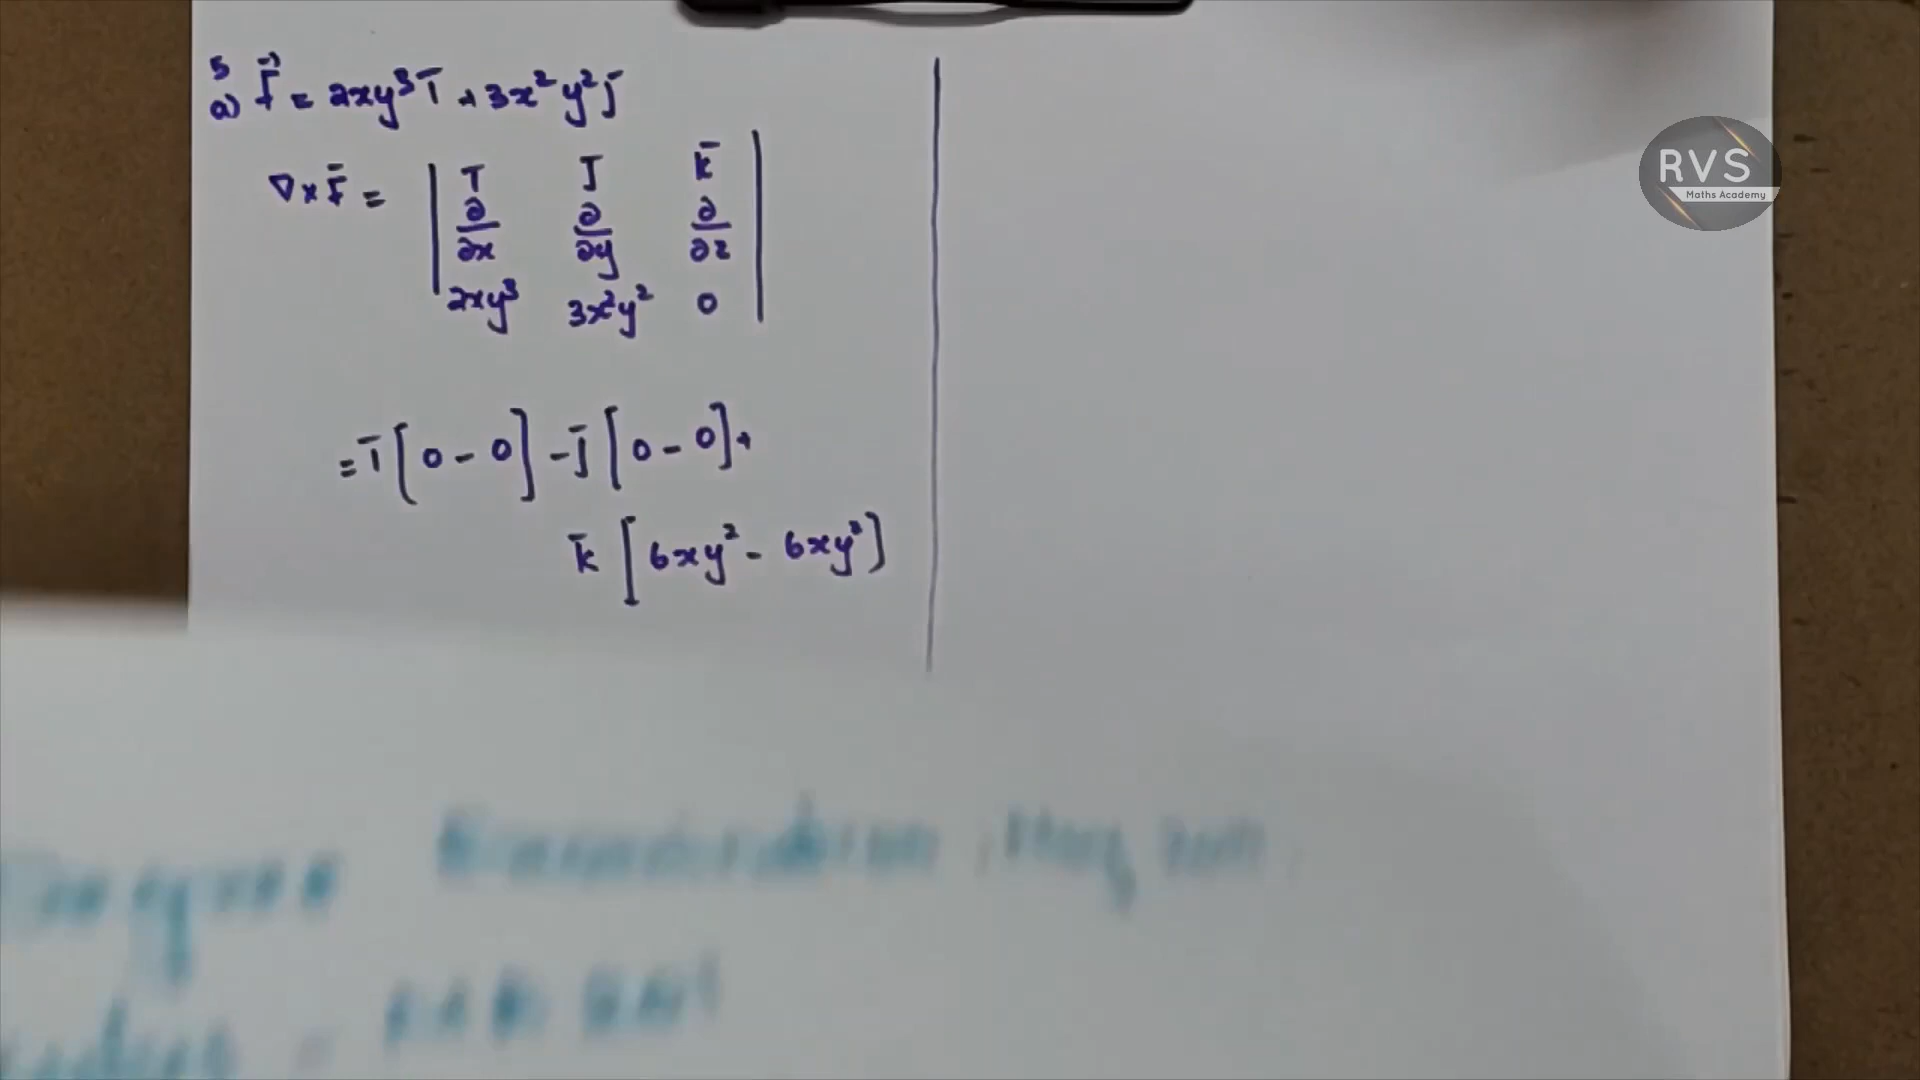 5
a) f⃗ = 2xy³ i̅ + 3x²y² j̅
∇×f̅ = | i̅ j̅ k̅ |
∂/∂x ∂/∂y ∂/∂z
2xy³ 3x²y² 0
= i̅ [0 - 0] - j̅ [0 - 0] +
k̅ [6xy² - 6xy²]
RVS
Maths Academy